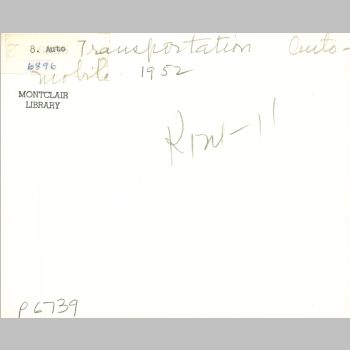 8. Auto Transportation Auto-
6896 mobile. 1952
MONTCLAIR
LIBRARY
P6739